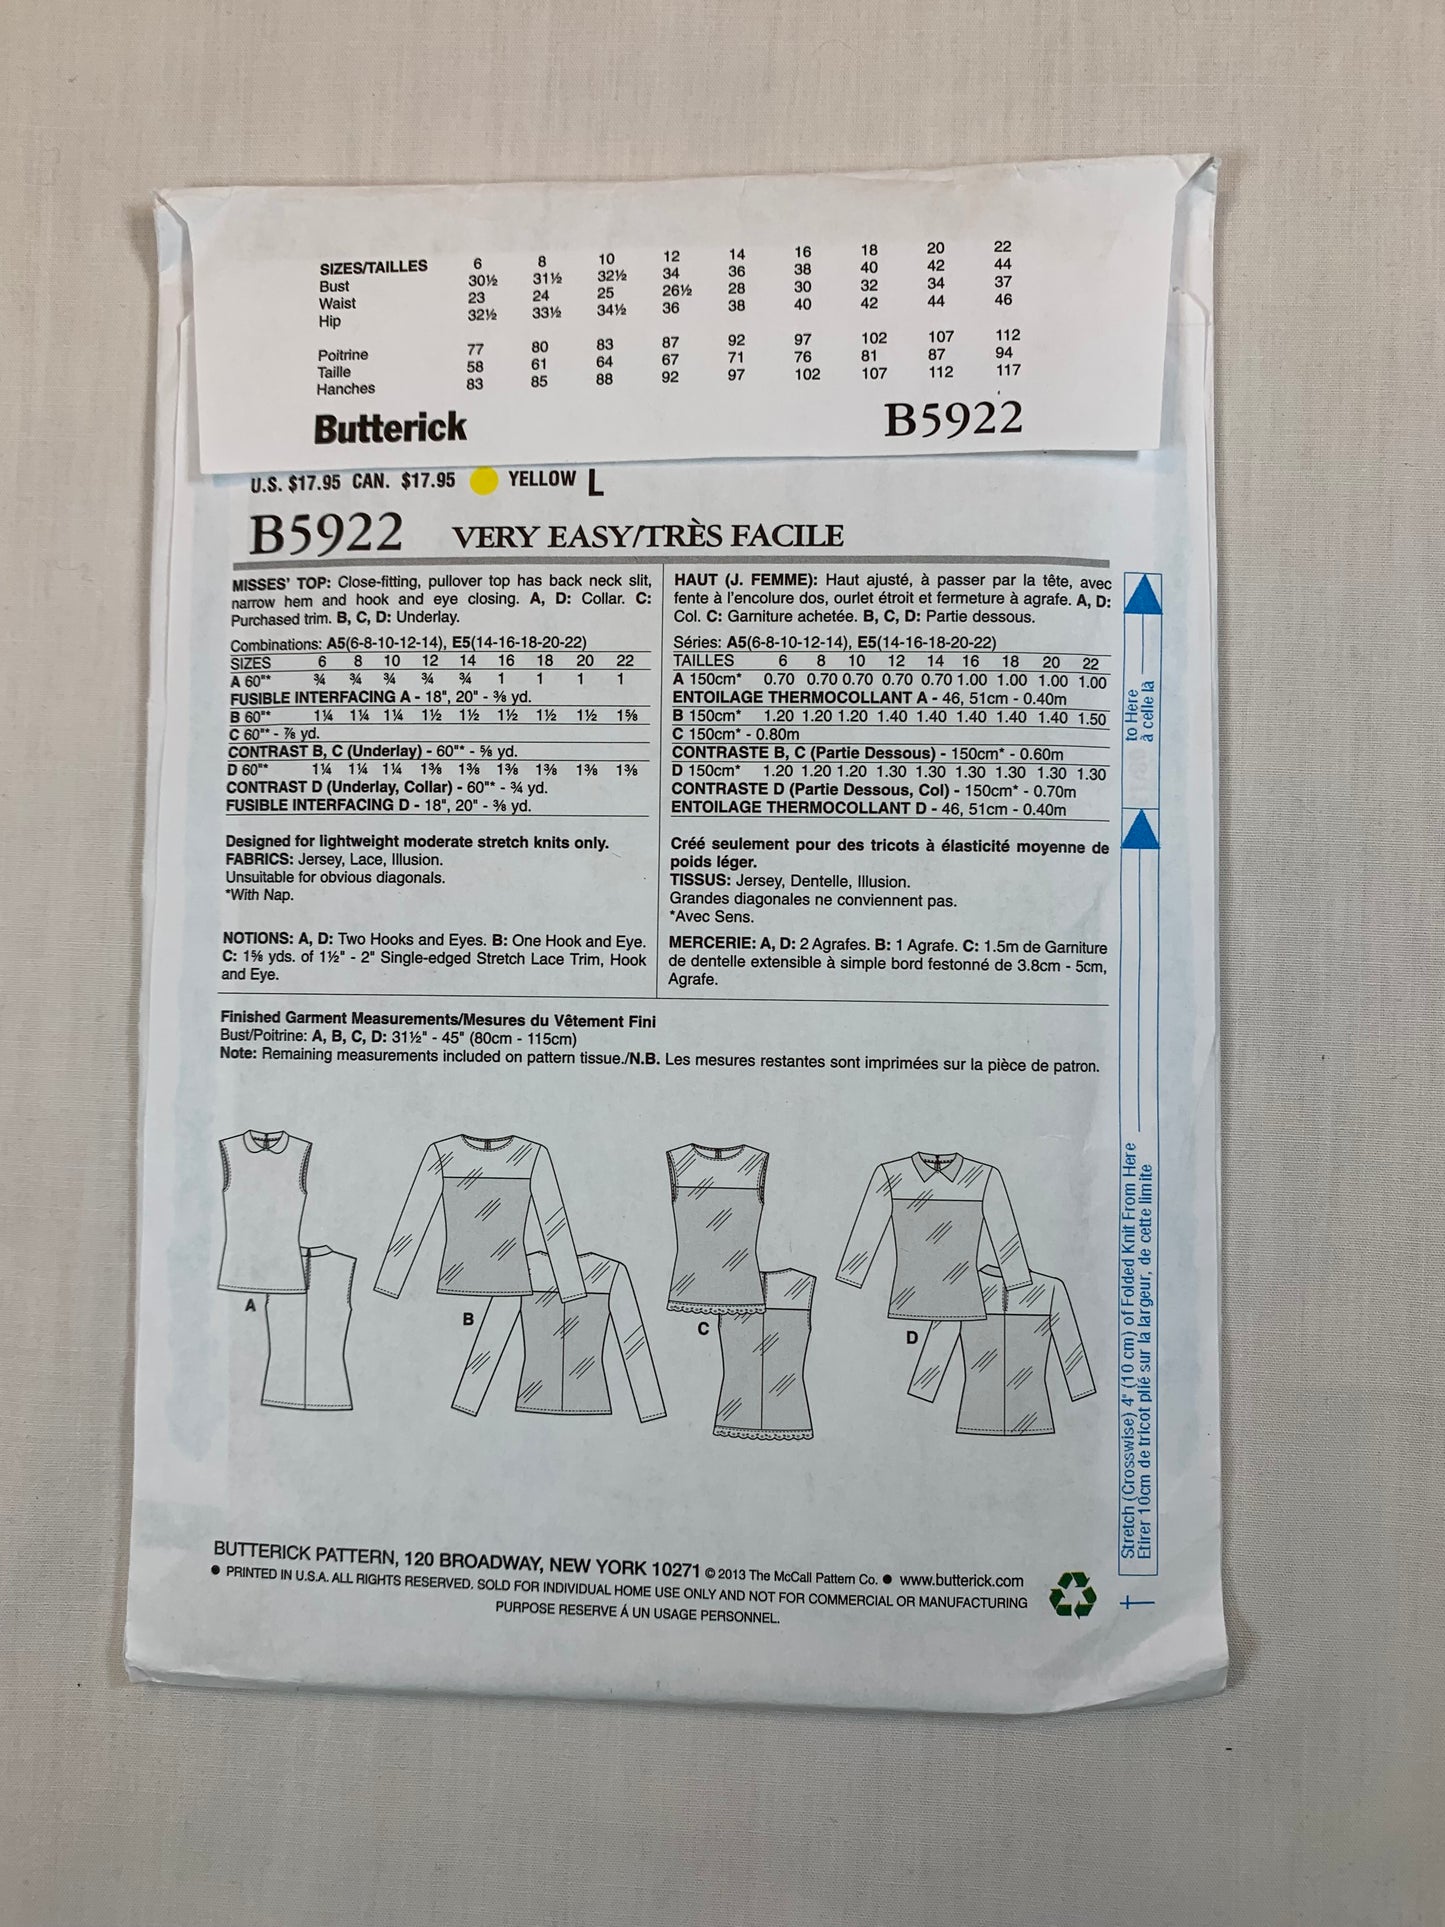 SIZES/TAILLES 6 8 10 12 14 16 18 20 22
Bust 30½ 31½ 32½ 34 36 38 40 42 44
Waist 23 24 25 26½ 28 30 32 34 37
Hip 32½ 33½ 34½ 36 38 40 42 44 46
Poitrine 77 80 83 87 92 97 102 107 112
Taille 58 61 64 67 71 76 81 87 94
Hanches 83 85 88 92 97 102 107 112 117
Butterick B5922
U.S. $17.95 CAN. $17.95 YELLOW L
B5922 VERY EASY/TRÈS FACILE
MISSES' TOP: Close-fitting, pullover top has back neck slit,
narrow hem and hook and eye closing. A, D: Collar. C:
Purchased trim. B, C, D: Underlay.
Combinations: A5(6-8-10-12-14), E5(14-16-18-20-22)
SIZES 6 8 10 12 14 16 18 20 22
A 60"* ¾ ¾ ¾ ¾ ¾ 1 1 1 1
FUSIBLE INTERFACING A - 18", 20" - ⅜ yd.
B 60"* 1¼ 1¼ 1¼ 1½ 1½ 1½ 1½ 1½ 1⅝
C 60"* - ⅞ yd.
CONTRAST B, C (Underlay) - 60"* - ⅝ yd.
D 60"* 1¼ 1¼ 1¼ 1⅜ 1⅜ 1⅜ 1⅜ 1⅜ 1⅜
CONTRAST D (Underlay, Collar) - 60"* - ¾ yd.
FUSIBLE INTERFACING D - 18", 20" - ⅜ yd.
Designed for lightweight moderate stretch knits only.
FABRICS: Jersey, Lace, Illusion.
Unsuitable for obvious diagonals.
*With Nap.
NOTIONS: A, D: Two Hooks and Eyes. B: One Hook and Eye.
C: 1⅝ yds. of 1½" - 2" Single-edged Stretch Lace Trim, Hook
and Eye.
HAUT (J. FEMME): Haut ajusté, à passer par la tête, avec
fente à l'encolure dos, ourlet étroit et fermeture à agrafe. A, D:
Col. C: Garniture achetée. B, C, D: Partie dessous.
Séries: A5(6-8-10-12-14), E5(14-16-18-20-22)
TAILLES 6 8 10 12 14 16 18 20 22
A 150cm* 0.70 0.70 0.70 0.70 0.70 1.00 1.00 1.00 1.00
ENTOILAGE THERMOCOLLANT A - 46, 51cm - 0.40m
B 150cm* 1.20 1.20 1.20 1.40 1.40 1.40 1.40 1.40 1.50
C 150cm* - 0.80m
CONTRASTE B, C (Partie Dessous) - 150cm* - 0.60m
D 150cm* 1.20 1.20 1.20 1.30 1.30 1.30 1.30 1.30 1.30
CONTRASTE D (Partie Dessous, Col) - 150cm* - 0.70m
ENTOILAGE THERMOCOLLANT D - 46, 51cm - 0.40m
Créé seulement pour des tricots à élasticité moyenne de
poids léger.
TISSUS: Jersey, Dentelle, Illusion.
Grandes diagonales ne conviennent pas.
*Avec Sens.
MERCERIE: A, D: 2 Agrafes. B: 1 Agrafe. C: 1.5m de Garniture
de dentelle extensible à simple bord festonné de 3.8cm - 5cm,
Agrafe.
Finished Garment Measurements/Mesures du Vêtement Fini
Bust/Poitrine: A, B, C, D: 31½" - 45" (80cm - 115cm)
Note: Remaining measurements included on pattern tissue./N.B. Les mesures restantes sont imprimées sur la pièce de patron.
A
B
C
D
to Here
à celle là
Stretch (Crosswise) 4" (10 cm) of Folded Knit From Here
Etirer 10cm de tricot plié sur la largeur, de cette limite
BUTTERICK PATTERN, 120 BROADWAY, NEW YORK 10271 © 2013 The McCall Pattern Co. ● www.butterick.com
● PRINTED IN U.S.A. ALL RIGHTS RESERVED. SOLD FOR INDIVIDUAL HOME USE ONLY AND NOT FOR COMMERCIAL OR MANUFACTURING
PURPOSE RESERVE Á UN USAGE PERSONNEL.